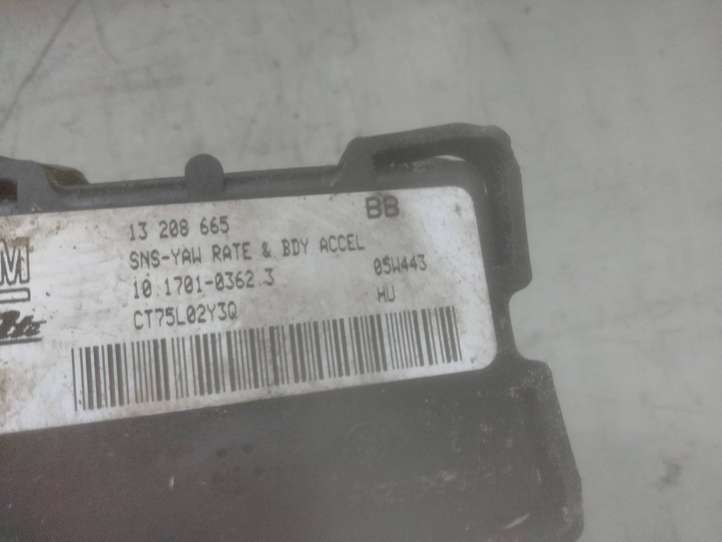 BB
13 208 665
SNS-YAW RATE & BDY ACCEL
10.1701-0362.3 05W443
CT75L02Y3Q HU
M